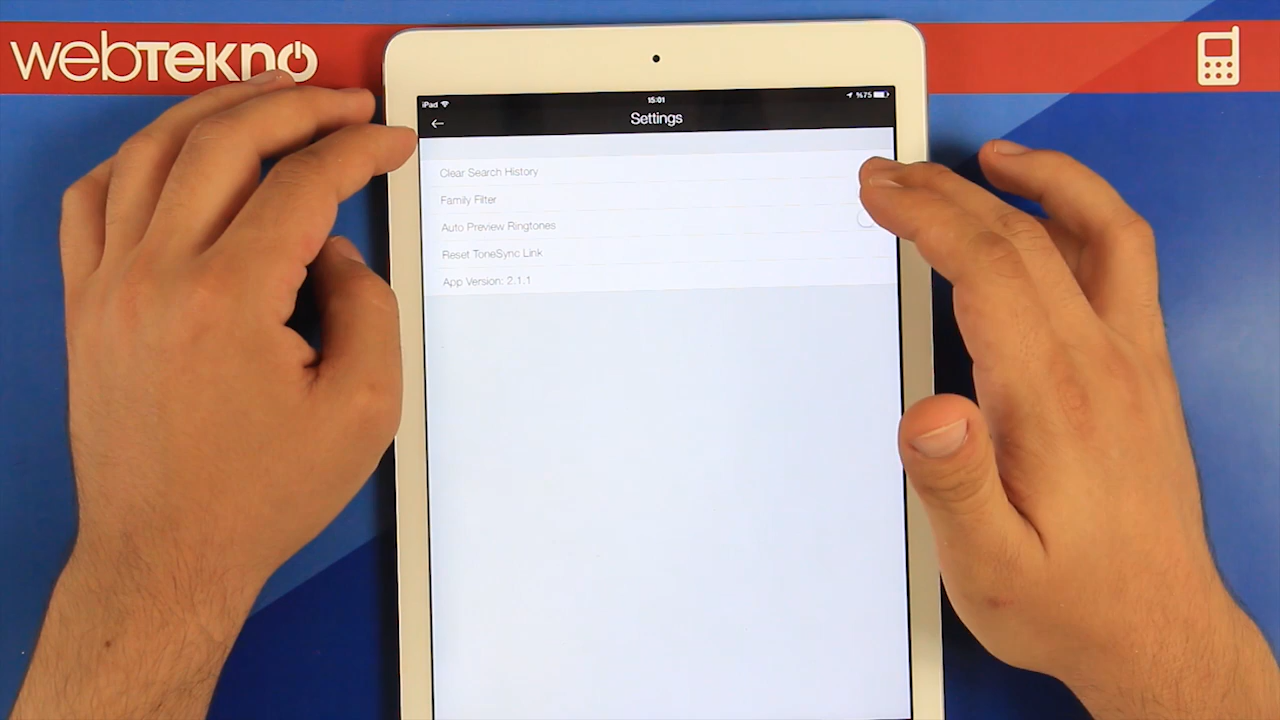 webTekno
iPad 15:01 %75
Settings
Clear Search History
Family Filter
Auto Preview Ringtones
Reset ToneSync Link
App Version: 2.1.1